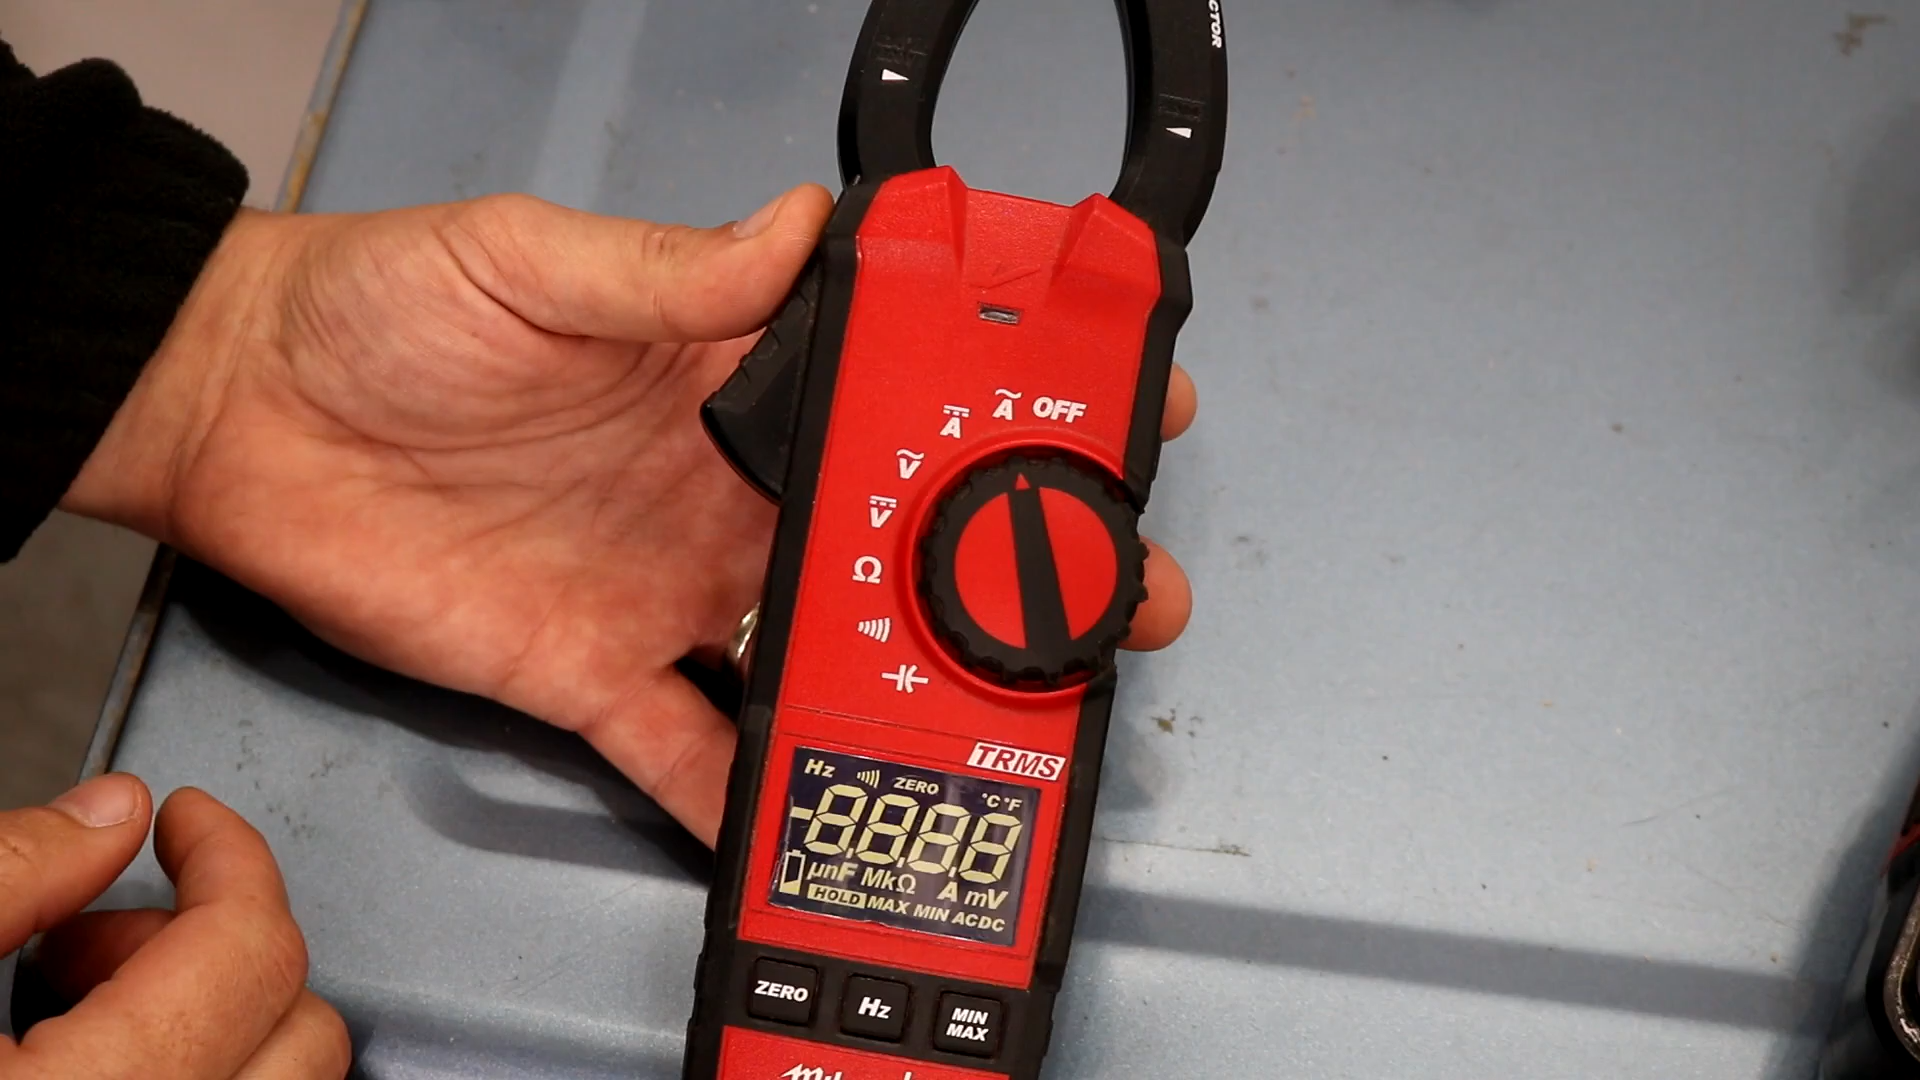 CTOR
Ã OFF
A
Ṽ
V
Ω
TRMS
Hz ZERO °C °F
-8.8.8.8
µnF MkΩ A mV
HOLD MAX MIN ACDC
ZERO
Hz
MIN
MAX